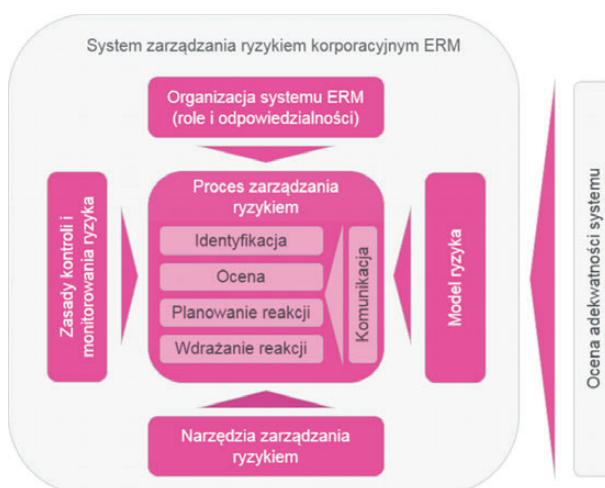 System zarządzania ryzykiem korporacyjnym ERM
Organizacja systemu ERM
(role i odpowiedzialności)
Zasady kontroli i
monitorowania ryzyka
Proces zarządzania
ryzykiem
Identyfikacja
Ocena
Planowanie reakcji
Wdrażanie reakcji
Komunikacja
Model ryzyka
Narzędzia zarządzania
ryzykiem
Ocena adekwatności systemu